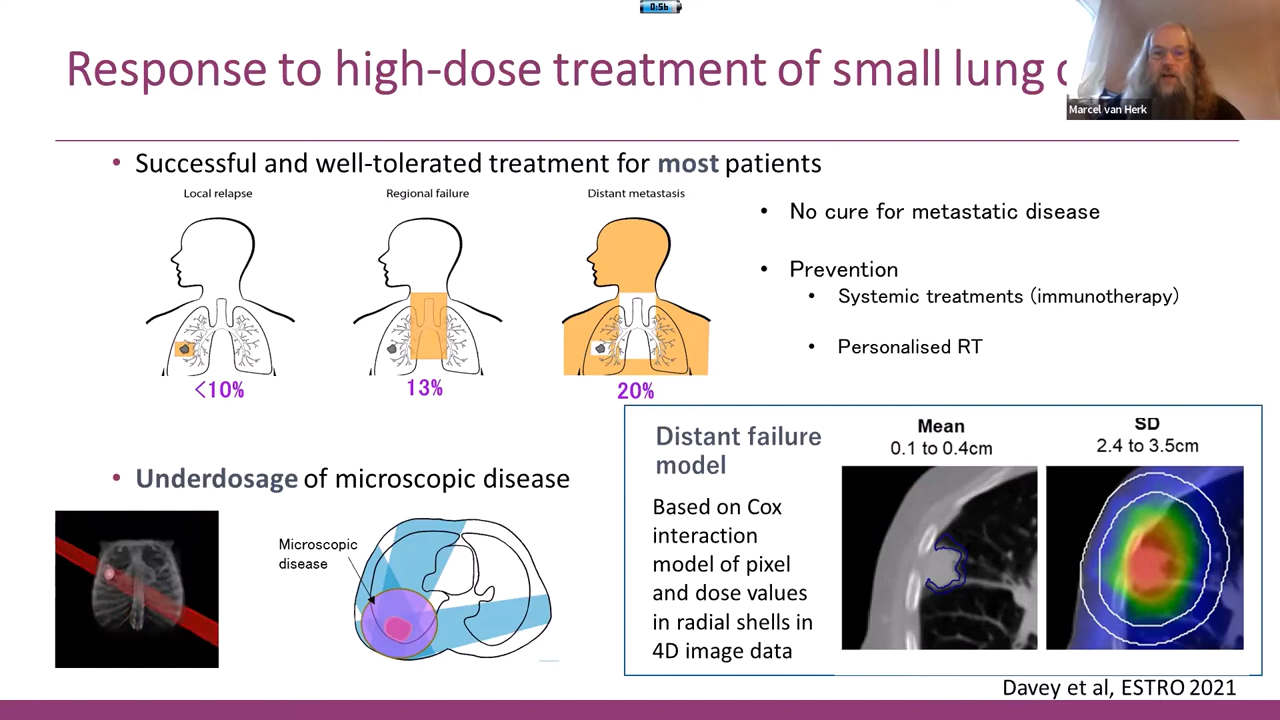 0:56
Response to high-dose treatment of small lung
Marcel van Herk
• Successful and well-tolerated treatment for most patients
Local relapse
Regional failure
Distant metastasis
<10%
13%
20%
• No cure for metastatic disease
• Prevention
• Systemic treatments (immunotherapy)
• Personalised RT
• Underdosage of microscopic disease
Microscopic
disease
Distant failure
model
Based on Cox
interaction
model of pixel
and dose values
in radial shells in
4D image data
Mean
0.1 to 0.4cm
SD
2.4 to 3.5cm
Davey et al, ESTRO 2021